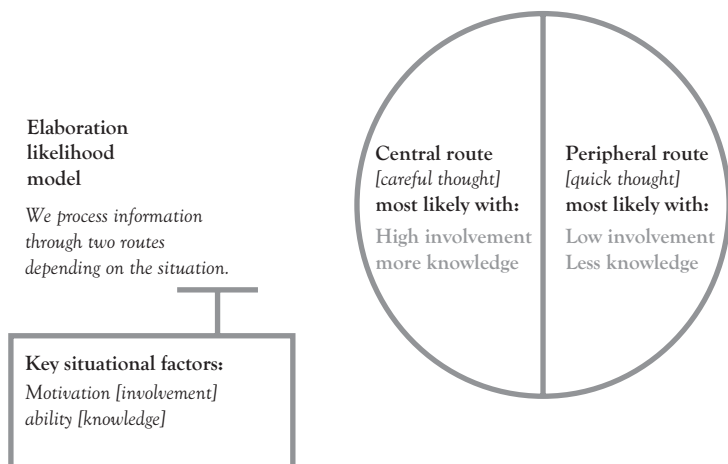 Elaboration
likelihood
model
We process information
through two routes
depending on the situation.
Key situational factors:
Motivation [involvement]
ability [knowledge]
Central route
[careful thought]
most likely with:
High involvement
more knowledge
Peripheral route
[quick thought]
most likely with:
Low involvement
Less knowledge